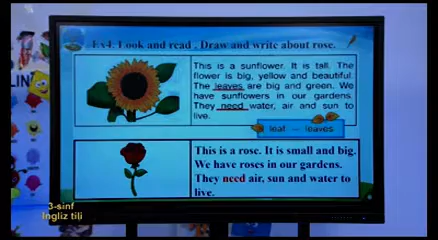 Ex4: Look and read . Draw and write about rose.
This is a sunflower. It is tall. The
flower is big, yellow and beautiful.
The leaves are big and green. We
have sunflowers in our gardens.
They need water, air and sun to
live.
leaf – leaves
This is a rose. It is small and big.
We have roses in our gardens.
They need air, sun and water to
live.
3-sinf
Ingliz tili